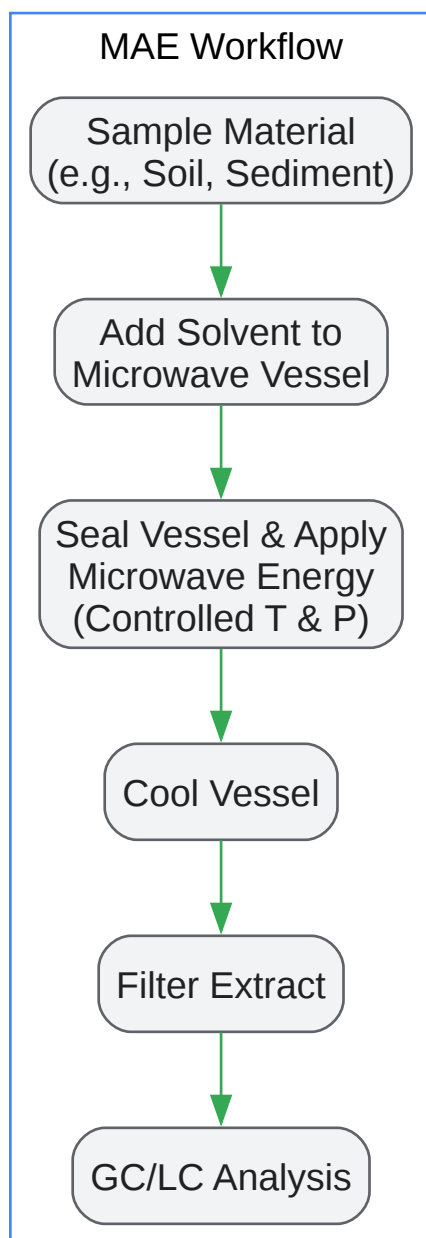 MAE Workflow
Sample Material
(e.g., Soil, Sediment)
Add Solvent to
Microwave Vessel
Seal Vessel & Apply
Microwave Energy
(Controlled T & P)
Cool Vessel
Filter Extract
GC/LC Analysis